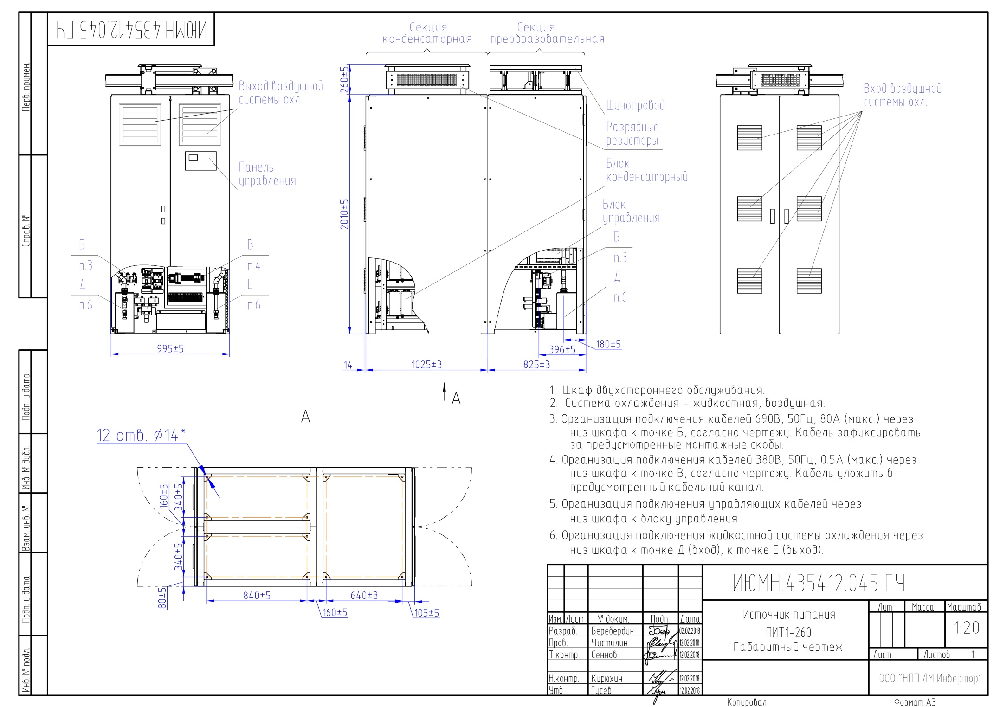 ИЮМН.435412.045 ГЧ
Перв. примен.
Справ. №
Подп. и дата
Инв. № дубл.
Взам. инв. №
Подп. и дата
Инв. № подл.
Выход воздушной
системы охл.
Панель
управления
Б
п.3
Д
п.6
В
п.4
Е
п.6
995±5
Секция
конденсаторная
Секция
преобразовательная
260±5
2010±5
Шинопровод
Разрядные
резисторы
Блок
конденсаторный
Блок
управления
Б
п.3
Д
п.6
180±5
396±5
14
1025±3
825±3
Вход воздушной
системы охл.
А
А
12 отв. ϕ14*
160±5
340±5
340±5
80±5
840±5
160±5
640±3
105±5
1. Шкаф двухстороннего обслуживания.
2. Система охлаждения – жидкостная, воздушная.
3. Организация подключения кабелей 690В, 50Гц, 80А (макс.) через
низ шкафа к точке Б, согласно чертежу. Кабель зафиксировать
за предусмотренные монтажные скобы.
4. Организация подключения кабелей 380В, 50Гц, 0.5А (макс.) через
низ шкафа к точке В, согласно чертежу. Кабель уложить в
предусмотренный кабельный канал.
5. Организация подключения управляющих кабелей через
низ шкафа к блоку управления.
6. Организация подключения жидкостной системы охлаждения через
низ шкафа к точке Д (вход), к точке Е (выход).
ИЮМН.435412.045 ГЧ
Источник питания
ПИТ1-260
Габаритный чертеж
Лит. Масса Масштаб
1:20
Лист Листов 1
ООО "НПП ЛМ Инвертор"
Изм. Лист № докум. Подп. Дата
Разраб. Беребердин Бер 02.02.2018
Пров. Чистилин 12.02.2018
Т.контр. Сеннов 12.02.2018
Н.контр. Кирюхин 12.02.2018
Утв. Гусев 12.02.2018
Копировал Формат А3